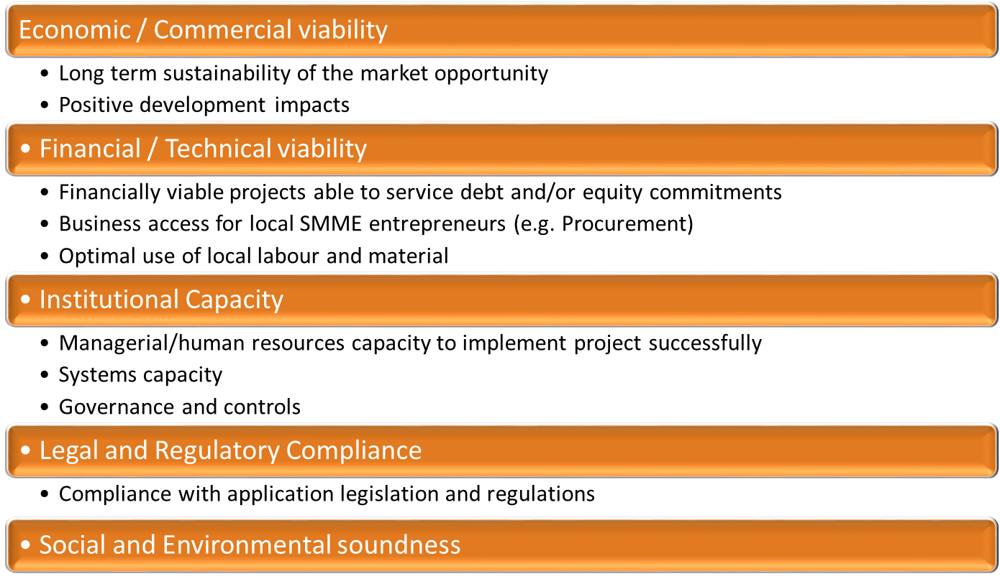 Economic / Commercial viability
• Long term sustainability of the market opportunity
• Positive development impacts
• Financial / Technical viability
• Financially viable projects able to service debt and/or equity commitments
• Business access for local SMME entrepreneurs (e.g. Procurement)
• Optimal use of local labour and material
• Institutional Capacity
• Managerial/human resources capacity to implement project successfully
• Systems capacity
• Governance and controls
• Legal and Regulatory Compliance
• Compliance with application legislation and regulations
• Social and Environmental soundness